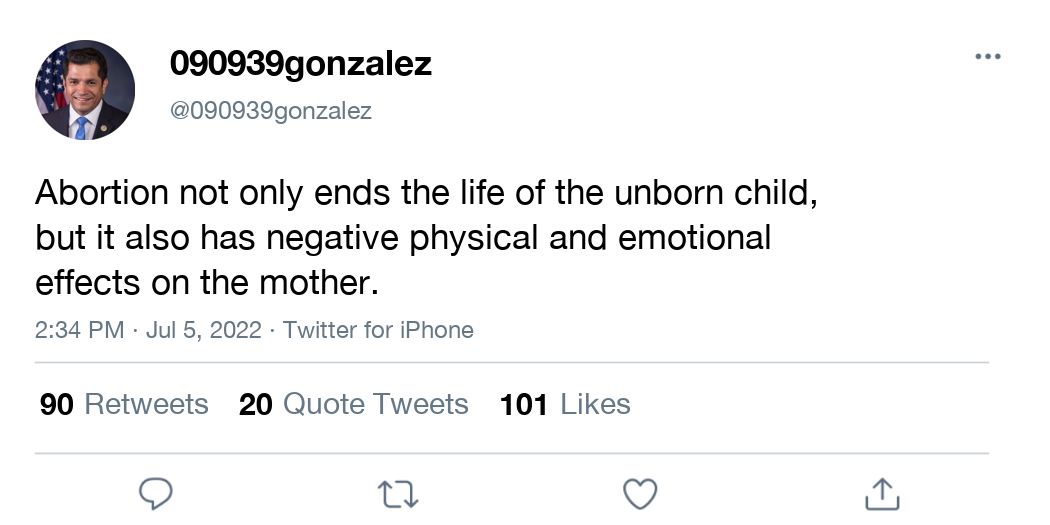 090939gonzalez
@090939gonzalez
Abortion not only ends the life of the unborn child,
but it also has negative physical and emotional
effects on the mother.
2:34 PM · Jul 5, 2022 · Twitter for iPhone
90 Retweets 20 Quote Tweets 101 Likes